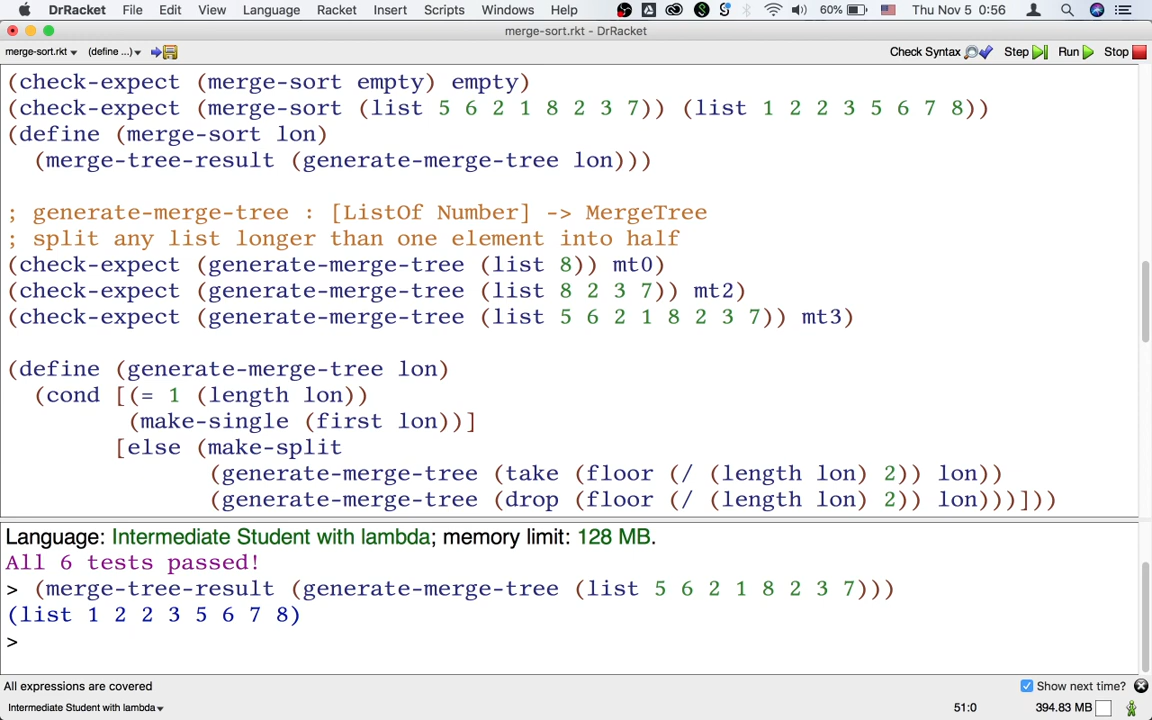 DrRacket File Edit View Language Racket Insert Scripts Windows Help 60% Thu Nov 5 0:56
merge-sort.rkt - DrRacket
merge-sort.rkt (define ...) Check Syntax Step Run Stop
(check-expect (merge-sort empty) empty)
(check-expect (merge-sort (list 5 6 2 1 8 2 3 7)) (list 1 2 2 3 5 6 7 8))
(define (merge-sort lon)
(merge-tree-result (generate-merge-tree lon)))
; generate-merge-tree : [ListOf Number] -> MergeTree
; split any list longer than one element into half
(check-expect (generate-merge-tree (list 8)) mt0)
(check-expect (generate-merge-tree (list 8 2 3 7)) mt2)
(check-expect (generate-merge-tree (list 5 6 2 1 8 2 3 7)) mt3)
(define (generate-merge-tree lon)
(cond [(= 1 (length lon))
(make-single (first lon))]
[else (make-split
(generate-merge-tree (take (floor (/ (length lon) 2)) lon))
(generate-merge-tree (drop (floor (/ (length lon) 2)) lon)))]))
Language: Intermediate Student with lambda; memory limit: 128 MB.
All 6 tests passed!
> (merge-tree-result (generate-merge-tree (list 5 6 2 1 8 2 3 7)))
(list 1 2 2 3 5 6 7 8)
>
All expressions are covered Show next time?
Intermediate Student with lambda 51:0 394.83 MB